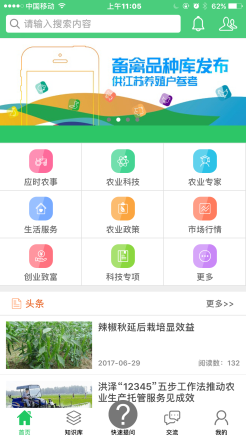 中国移动
上午11:05
62%
请输入搜索内容
畜禽品种库发布
供江苏养殖户参考
应时农事
农业科技
农业专家
生活服务
农业政策
市场行情
创业致富
科技专项
更多
头条
更多>>
辣椒秋延后栽培显效益
2017-06-29
阅读数：132
洪泽“12345”五步工作法推动农
业生产托管服务见成效
首页
知识库
快速提问
交流
我的